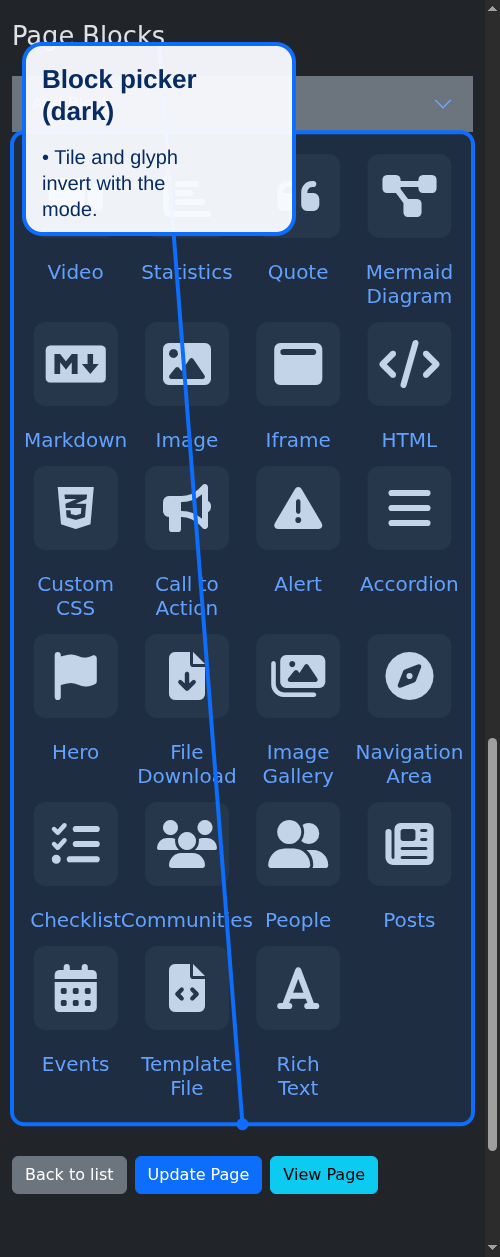 Page Blocks
Block picker
(dark)
• Tile and glyph
invert with the
mode.
Video
Statistics
Quote
Mermaid
Diagram
Markdown
Image
Iframe
HTML
Custom
CSS
Call to
Action
Alert
Accordion
Hero
File
Download
Image
Gallery
Navigation
Area
Checklist
Communities
People
Posts
Events
Template
File
Rich
Text
Back to list
Update Page
View Page